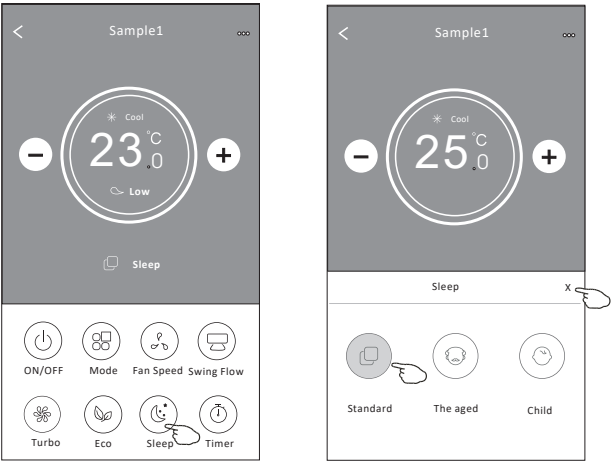 Sample1
Cool
23.0°C
Low
Sleep
ON/OFF Mode Fan Speed Swing Flow
Turbo Eco Sleep Timer
Sample1
Cool
25.0°C
Sleep X
Standard The aged Child